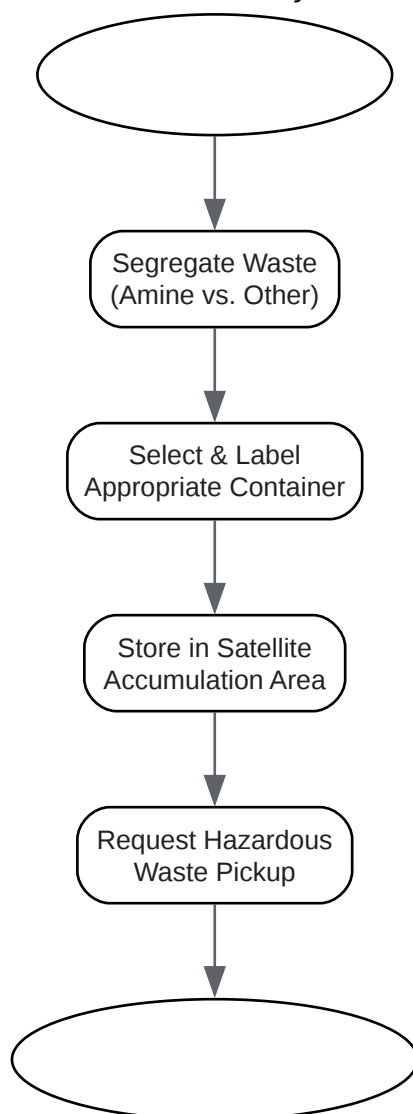 Segregate Waste
(Amine vs. Other)
Select & Label
Appropriate Container
Store in Satellite
Accumulation Area
Request Hazardous
Waste Pickup